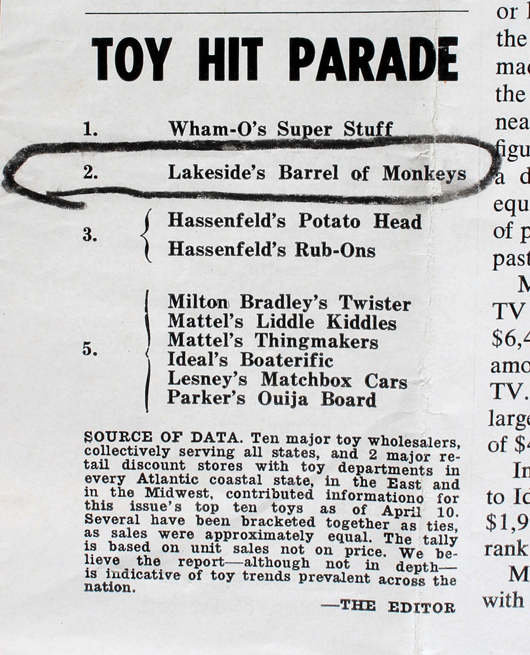 TOY HIT PARADE
1. Wham-O's Super Stuff
2. Lakeside's Barrel of Monkeys
3. Hassenfeld's Potato Head
Hassenfeld's Rub-Ons
5. Milton Bradley's Twister
Mattel's Liddle Kiddles
Mattel's Thingmakers
Ideal's Boaterific
Lesney's Matchbox Cars
Parker's Ouija Board
SOURCE OF DATA. Ten major toy wholesalers,
collectively serving all states, and 2 major re-
tail discount stores with toy departments in
every Atlantic coastal state, in the East and
in the Midwest, contributed informationo for
this issue's top ten toys as of April 10.
Several have been bracketed together as ties,
as sales were approximately equal. The tally
is based on unit sales not on price. We be-
lieve the report—although not in depth—
is indicative of toy trends prevalent across the
nation.
—THE EDITOR
or
the
the
a d
of p
past
TV
$6,4
TV.
large
of $4
In
to Id
$1,9
rank
M
with